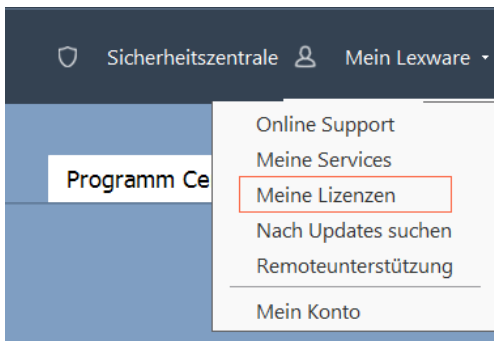 Sicherheitszentrale Mein Lexware
Online Support
Meine Services
Programm Ce
Meine Lizenzen
Nach Updates suchen
Remoteunterstützung
Mein Konto